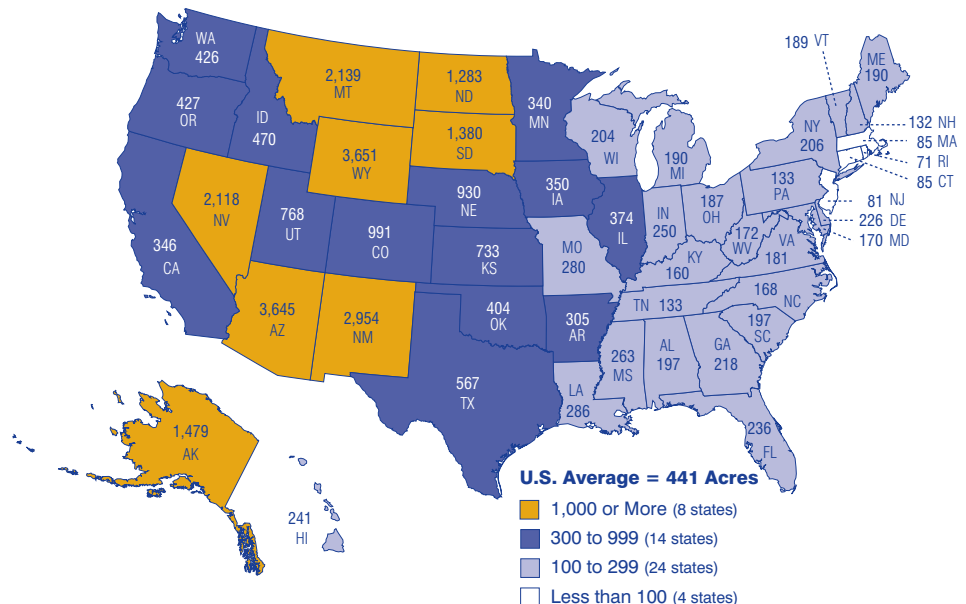 WA
426
427
OR
ID
470
2,139
MT
1,283
ND
1,380
SD
3,651
WY
340
MN
204
WI
190
MI
189 VT
ME
190
NY
206
132 NH
85 MA
71 RI
85 CT
133
PA
81 NJ
226 DE
170 MD
346
CA
2,118
NV
768
UT
991
CO
930
NE
350
IA
374
IL
IN
250
187
OH
172
WV
VA
181
KY
160
733
KS
MO
280
3,645
AZ
2,954
NM
404
OK
305
AR
TN 133
168
NC
197
SC
263
MS
AL
197
GA
218
567
TX
LA
286
236
FL
1,479
AK
241
HI
U.S. Average = 441 Acres
1,000 or More (8 states)
300 to 999 (14 states)
100 to 299 (24 states)
Less than 100 (4 states)